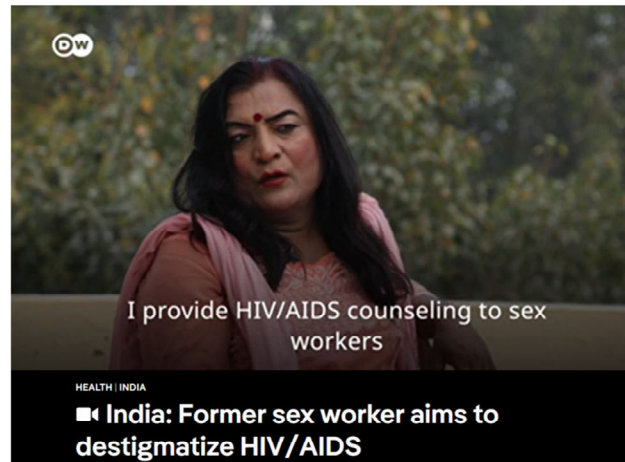 DW
I provide HIV/AIDS counseling to sex
workers
HEALTH | INDIA
India: Former sex worker aims to
destigmatize HIV/AIDS